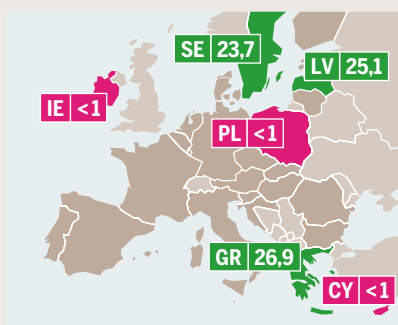 SE 23,7
LV 25,1
IE <1
PL <1
GR 26,9
CY <1